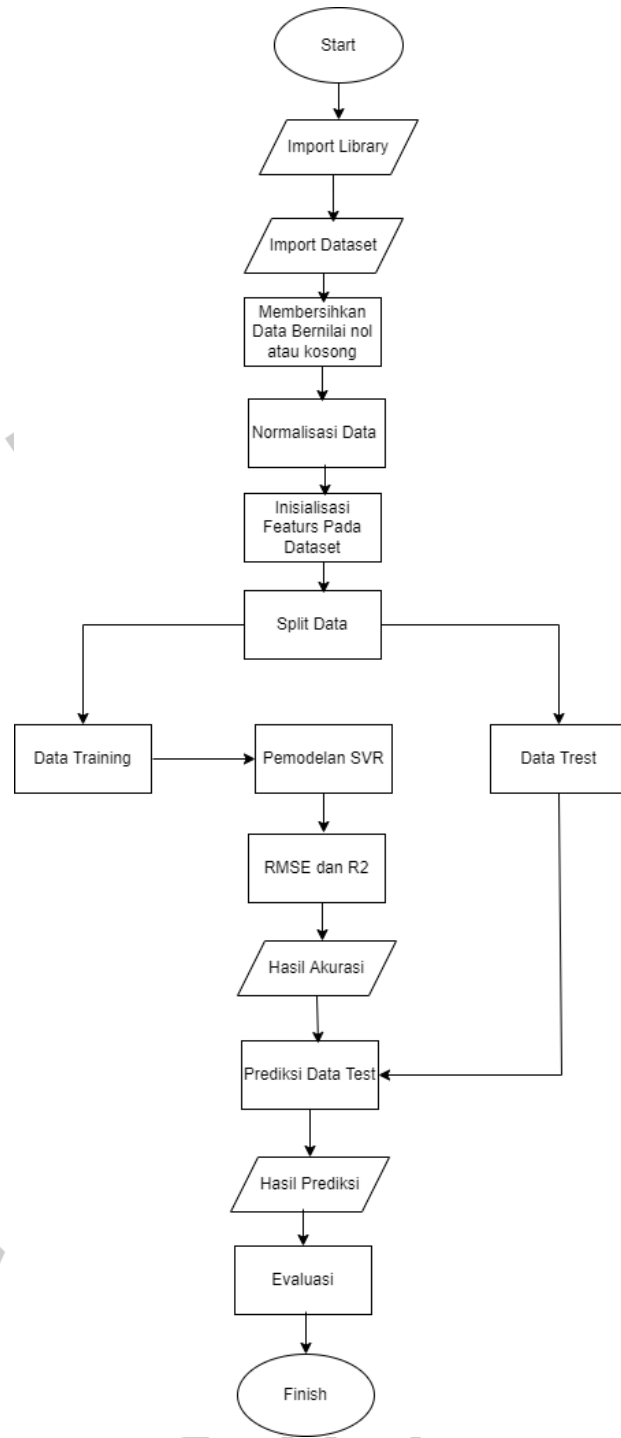 Start
Import Library
Import Dataset
Membersihkan
Data Bernilai nol
atau kosong
Normalisasi Data
Inisialisasi
Featurs Pada
Dataset
Split Data
Data Training
Pemodelan SVR
Data Trest
RMSE dan R2
Hasil Akurasi
Prediksi Data Test
Hasil Prediksi
Evaluasi
Finish